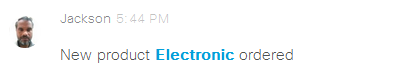 Jackson 5:44 PM
New product Electronic ordered